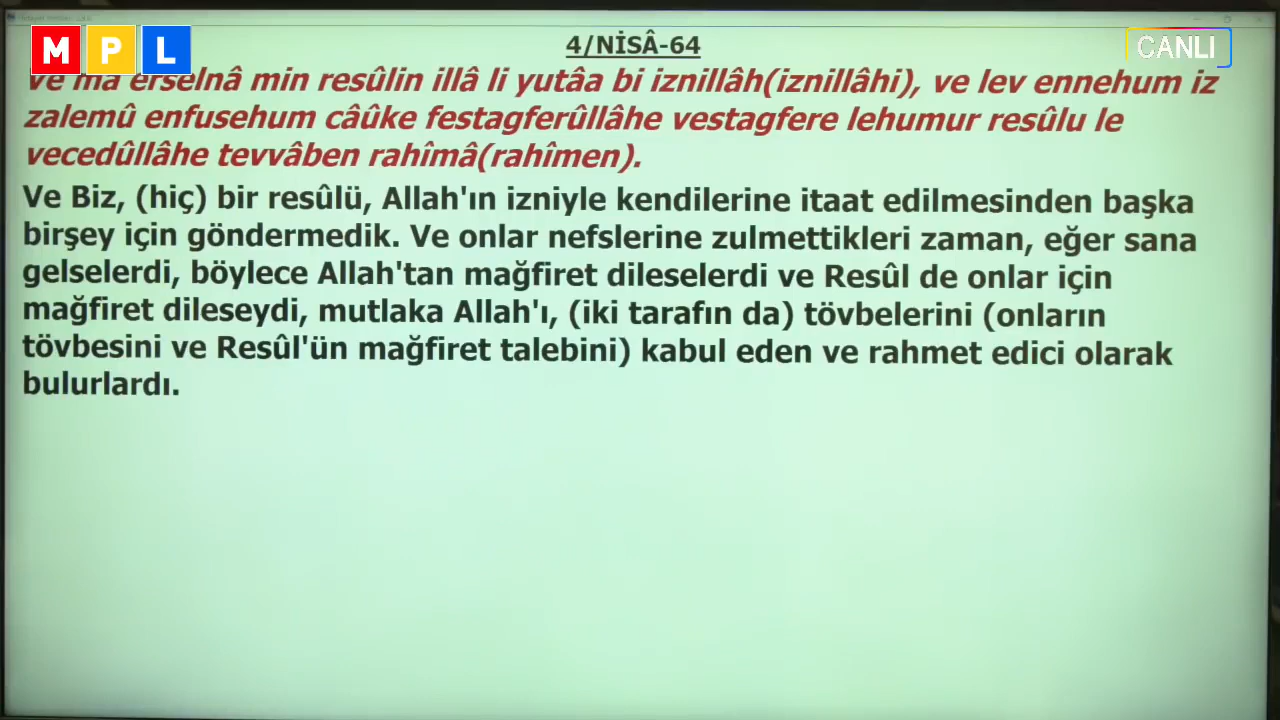 M P L
CANLI
4/NİSÂ-64
Ve mâ erselnâ min resûlin illâ li yutâa bi iznillâh(iznillâhi), ve lev ennehum iz
zalemû enfusehum câûke festagferûllâhe vestagfere lehumur resûlu le
vecedûllâhe tevvâben rahîmâ(rahîmen).
Ve Biz, (hiç) bir resûlü, Allah'ın izniyle kendilerine itaat edilmesinden başka
birşey için göndermedik. Ve onlar nefslerine zulmettikleri zaman, eğer sana
gelselerdi, böylece Allah'tan mağfiret dileselerdi ve Resûl de onlar için
mağfiret dileseydi, mutlaka Allah'ı, (iki tarafın da) tövbelerini (onların
tövbesini ve Resûl'ün mağfiret talebini) kabul eden ve rahmet edici olarak
bulurlardı.